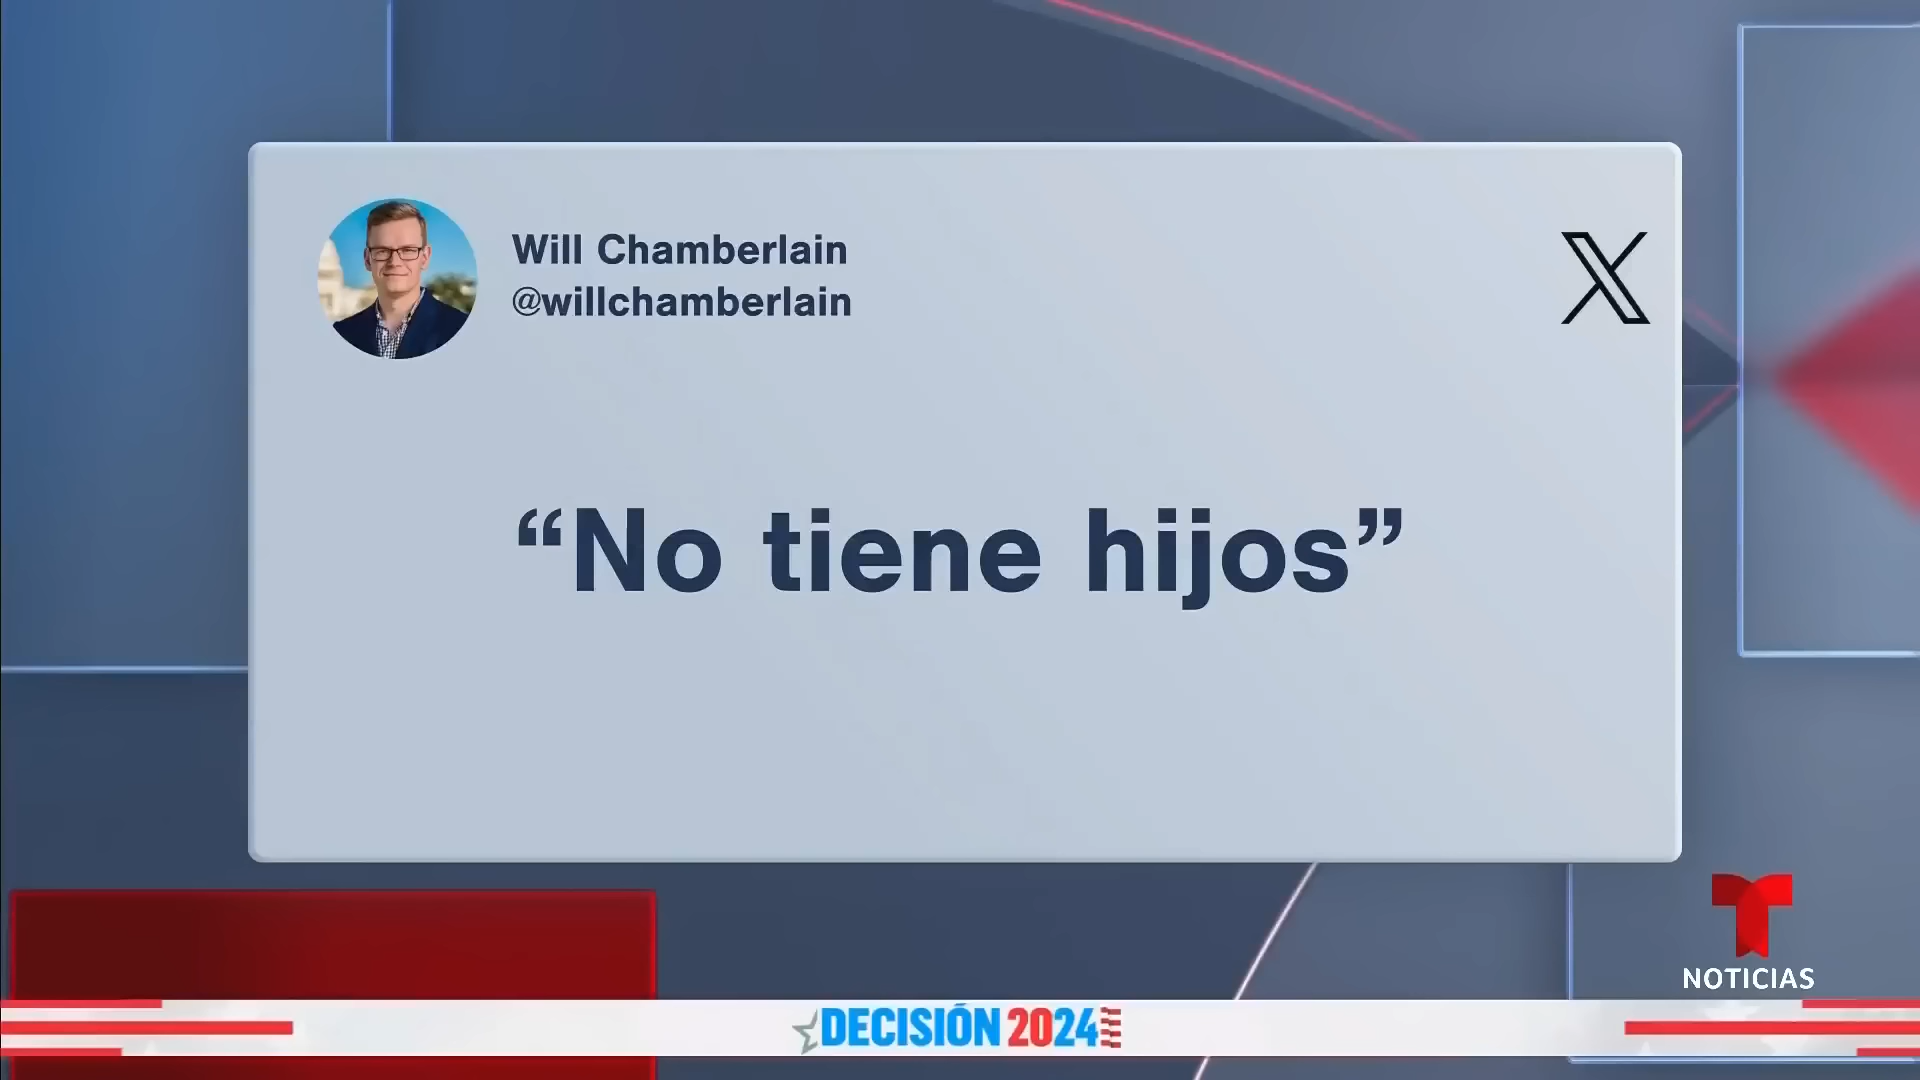 Will Chamberlain
@willchamberlain
“No tiene hijos”
NOTICIAS
DECISIÓN 2024